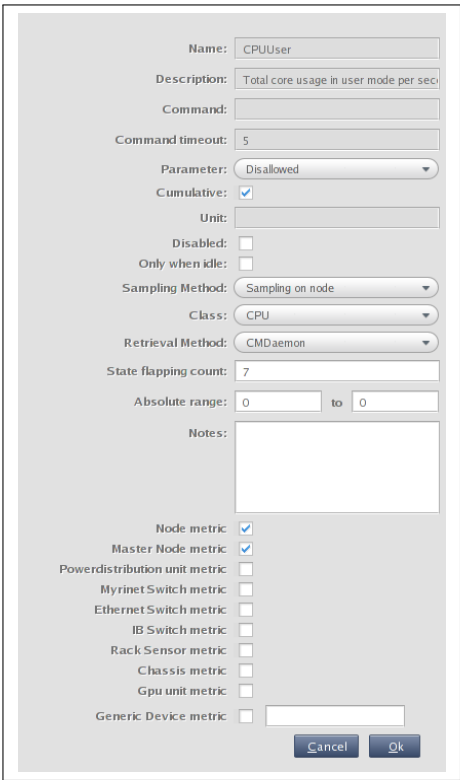 Name: CPUUser
Description: Total core usage in user mode per sec
Command:
Command timeout: 5
Parameter: Disallowed
Cumulative:
Unit:
Disabled:
Only when idle:
Sampling Method: Sampling on node
Class: CPU
Retrieval Method: CMDaemon
State flapping count: 7
Absolute range: 0 to 0
Notes:
Node metric
Master Node metric
Powerdistribution unit metric
Myrinet Switch metric
Ethernet Switch metric
IB Switch metric
Rack Sensor metric
Chassis metric
Gpu unit metric
Generic Device metric
Cancel Ok